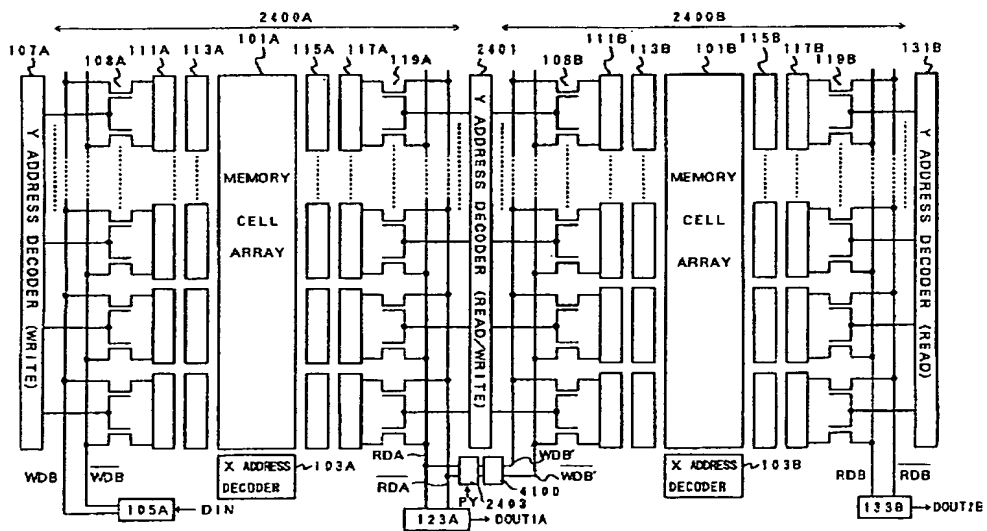 2400A
2400B
107A
108A
111A
113A
101A
115A
117A
119A
2401
108B
111B
113B
101B
115B
117B
119B
131B
Y ADDRESS DECODER (WRITE)
MEMORY
CELL
ARRAY
Y ADDRESS DECODER (READ/WRITE)
MEMORY
CELL
ARRAY
Y ADDRESS DECODER (READ)
WDB
WDB
X ADDRESS
DECODER
103A
RDA
RDA
WDB'
WDB'
PY
2403
4100
X ADDRESS
DECODER
103B
RDB
RDB
105A
DIN
123A
DOUT1A
133B
DOUT1B